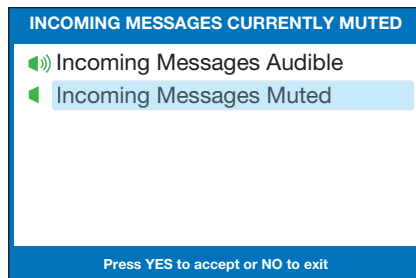 INCOMING MESSAGES CURRENTLY MUTED
Incoming Messages Audible
Incoming Messages Muted
Press YES to accept or NO to exit